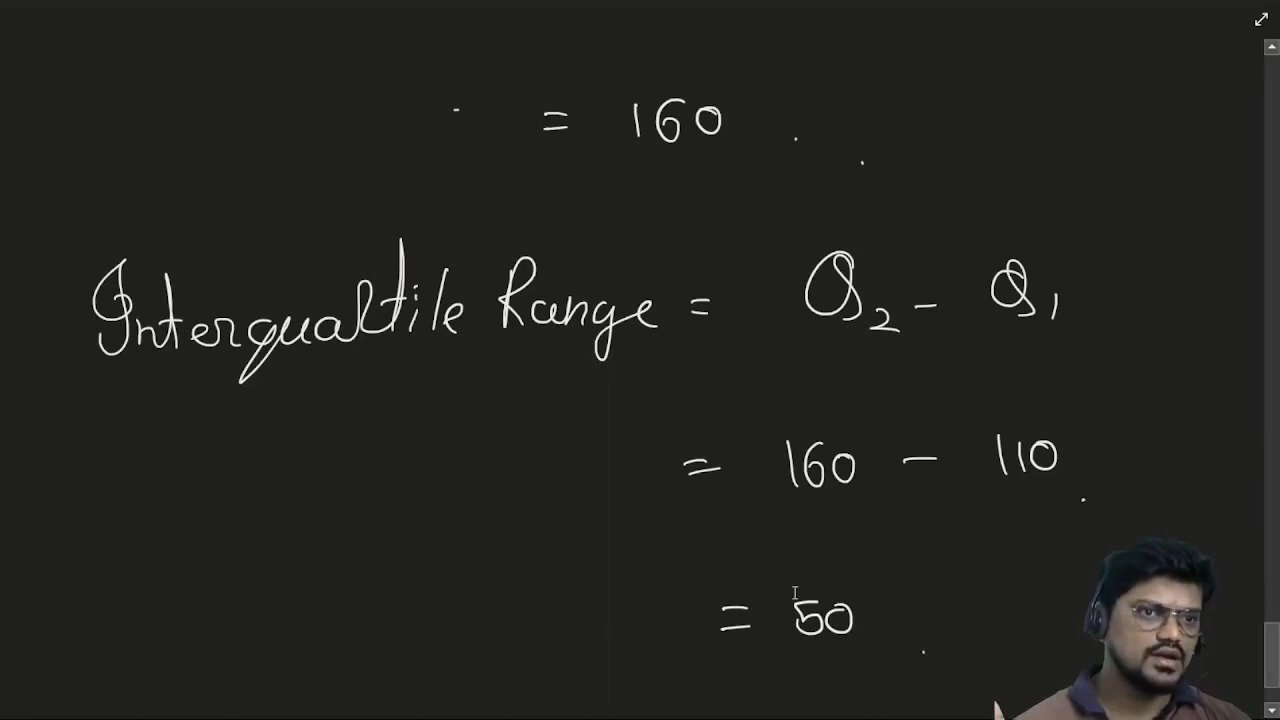 = 160
Interqualtile Range = Q₂ - Q₁
= 160 - 110
= 50